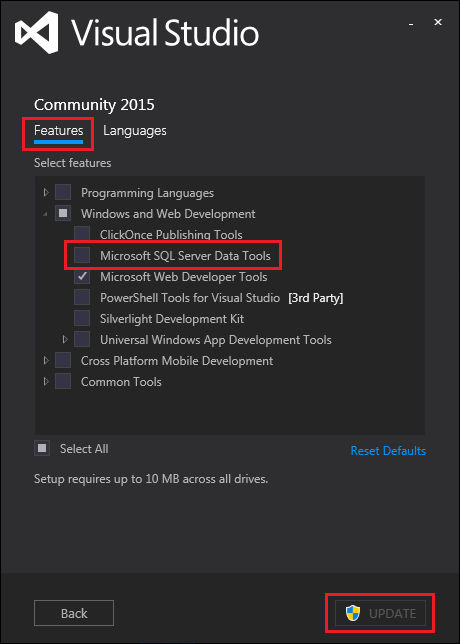 Visual Studio
Community 2015
Features Languages
Select features
Programming Languages
Windows and Web Development
ClickOnce Publishing Tools
Microsoft SQL Server Data Tools
Microsoft Web Developer Tools
PowerShell Tools for Visual Studio [3rd Party]
Silverlight Development Kit
Universal Windows App Development Tools
Cross Platform Mobile Development
Common Tools
Select All Reset Defaults
Setup requires up to 10 MB across all drives.
Back UPDATE